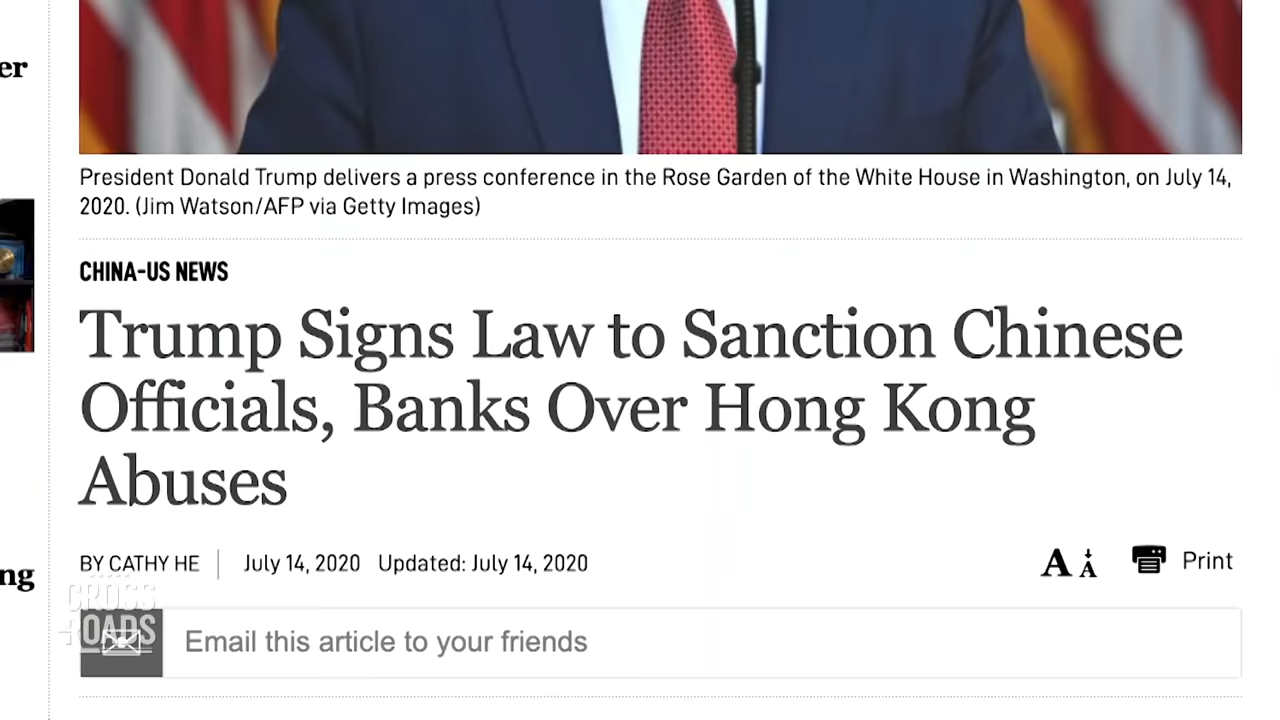 er
President Donald Trump delivers a press conference in the Rose Garden of the White House in Washington, on July 14,
2020. (Jim Watson/AFP via Getty Images)
CHINA-US NEWS
Trump Signs Law to Sanction Chinese
Officials, Banks Over Hong Kong
Abuses
BY CATHY HE July 14, 2020 Updated: July 14, 2020
A A Print
ng
CROSS
ROADS
Email this article to your friends